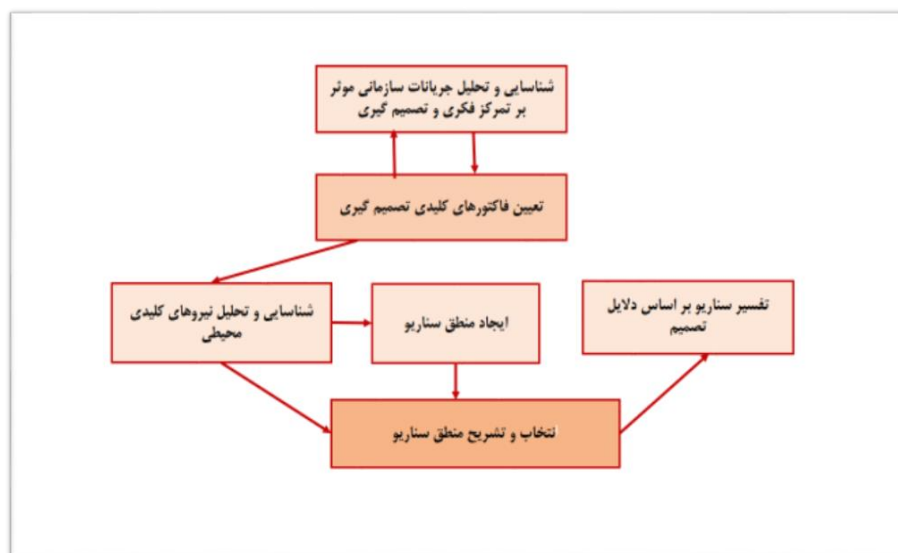 شناسایی و تحلیل جریانات سازمانی موثر
بر تمرکز فکری و تصمیم گیری
تعیین فاکتورهای کلیدی تصمیم گیری
شناسایی و تحلیل نیروهای کلیدی
محیطی
ایجاد منطق سناریو
تفسیر سناریو بر اساس دلایل
تصمیم
نتخاب و تشریح منطق سناریو